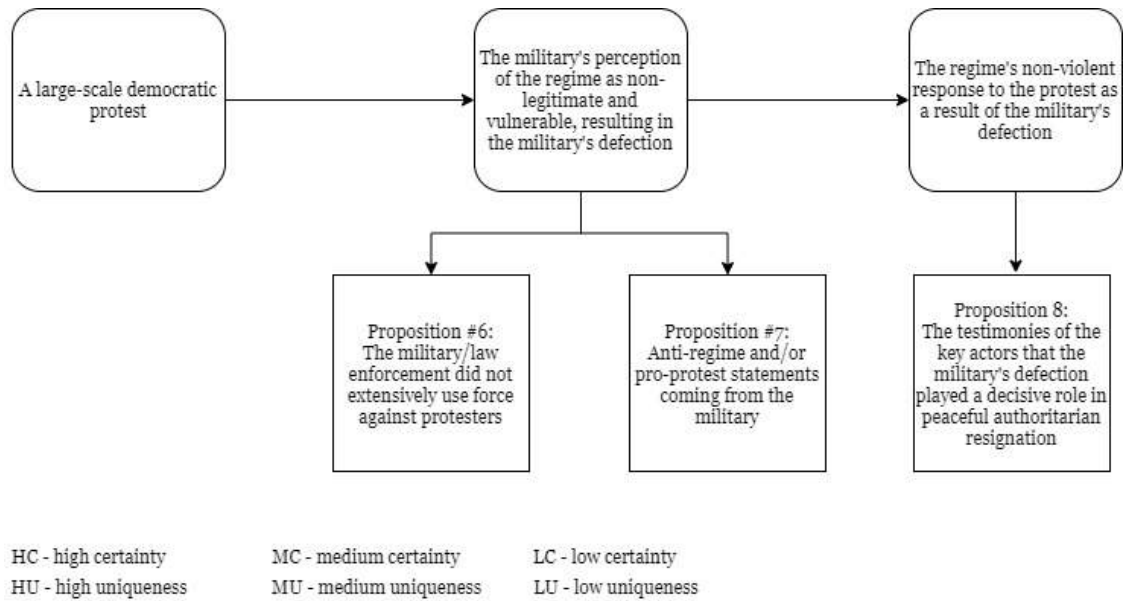 A large-scale democratic
protest
The military's perception
of the regime as non-
legitimate and
vulnerable, resulting in
the military's defection
The regime's non-violent
response to the protest as
a result of the military's
defection
Proposition #6:
The military/law
enforcement did not
extensively use force
against protesters
Proposition #7:
Anti-regime and/or
pro-protest statements
coming from the
military
Proposition 8:
The testimonies of the
key actors that the
military's defection
played a decisive role in
peaceful authoritarian
resignation
HC - high certainty
MC - medium certainty
LC - low certainty
HU - high uniqueness
MU - medium uniqueness
LU - low uniqueness